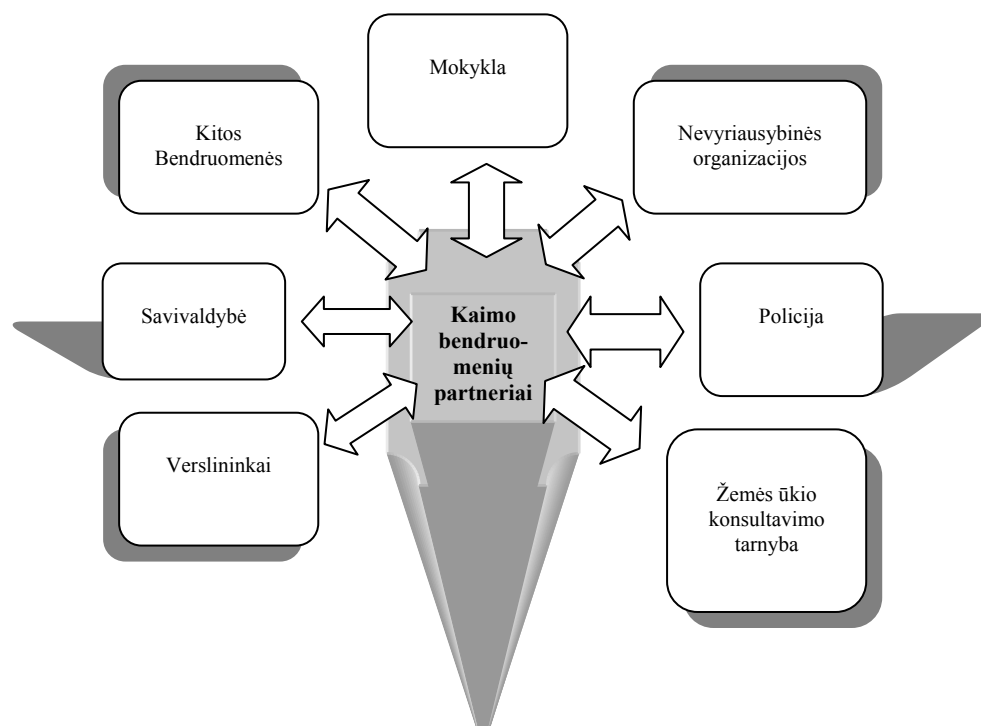 Mokykla
Kitos
Bendruomenės
Nevyriausybinės
organizacijos
Savivaldybė
Kaimo
bendruo-
menių
partneriai
Policija
Verslininkai
Žemės ūkio
konsultavimo
tarnyba